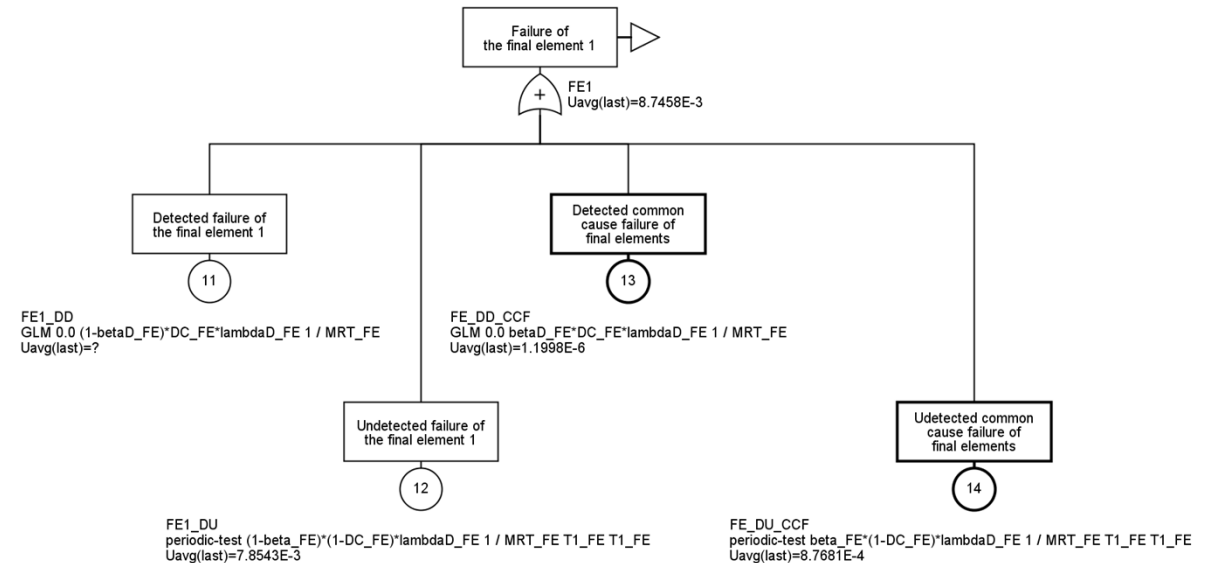 Failure of
the final element 1
+
FE1
Uavg(last)=8.7458E-3
Detected failure of
the final element 1
11
FE1_DD
GLM 0.0 (1-betaD_FE)*DC_FE*lambdaD_FE 1 / MRT_FE
Uavg(last)=?
Detected common
cause failure of
final elements
13
FE_DD_CCF
GLM 0.0 betaD_FE*DC_FE*lambdaD_FE 1 / MRT_FE
Uavg(last)=1.1998E-6
Undetected failure of
the final element 1
12
FE1_DU
periodic-test (1-beta_FE)*(1-DC_FE)*lambdaD_FE 1 / MRT_FE T1_FE T1_FE
Uavg(last)=7.8543E-3
Udetected common
cause failure of
final elements
14
FE_DU_CCF
periodic-test beta_FE*(1-DC_FE)*lambdaD_FE 1 / MRT_FE T1_FE T1_FE
Uavg(last)=8.7681E-4